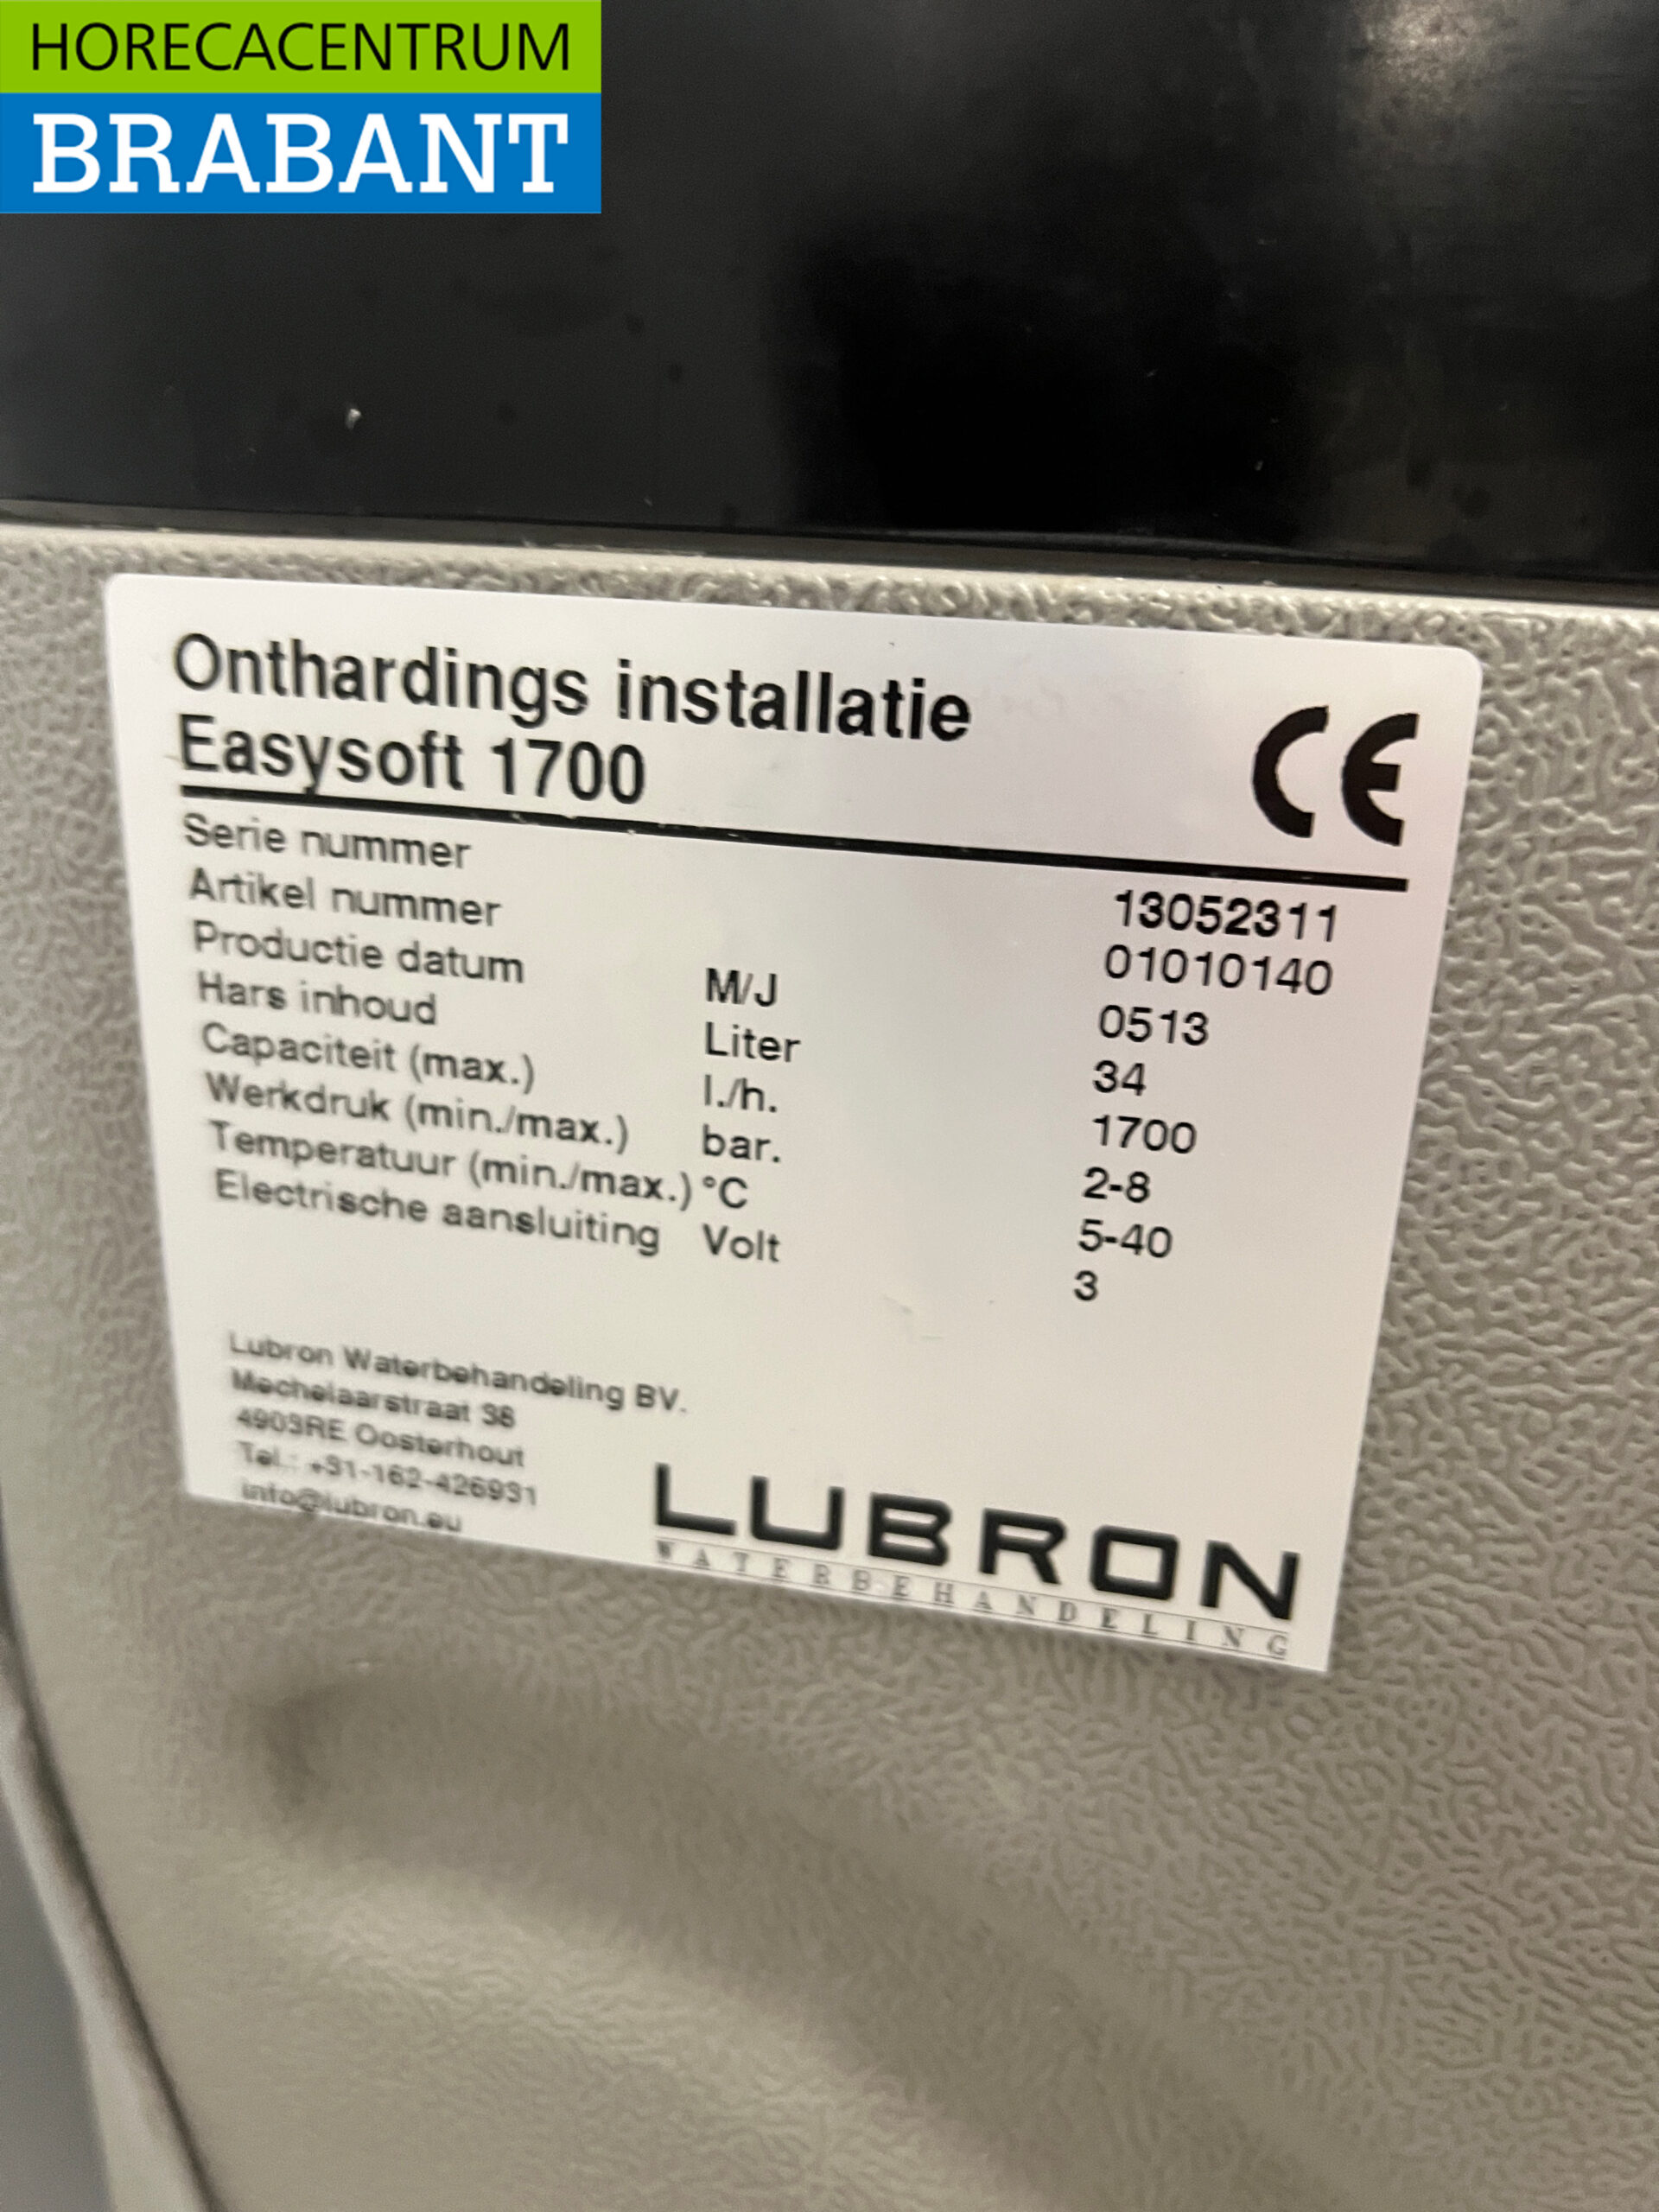 HORECACENTRUM
BRABANT
Onthardings installatie
Easysoft 1700
CE
Serie nummer 13052311
Artikel nummer 01010140
Productie datum M/J 0513
Hars inhoud Liter 34
Capaciteit (max.) l./h. 1700
Werkdruk (min./max.) bar. 2-8
Temperatuur (min./max.) °C 5-40
Electrische aansluiting Volt 3
Lubron Waterbehandeling BV.
Mechelaarstraat 38
4903RE Oosterhout
Tel.: +31-162-426931
info@lubron.eu
LUBRON
WATERBEHANDELING